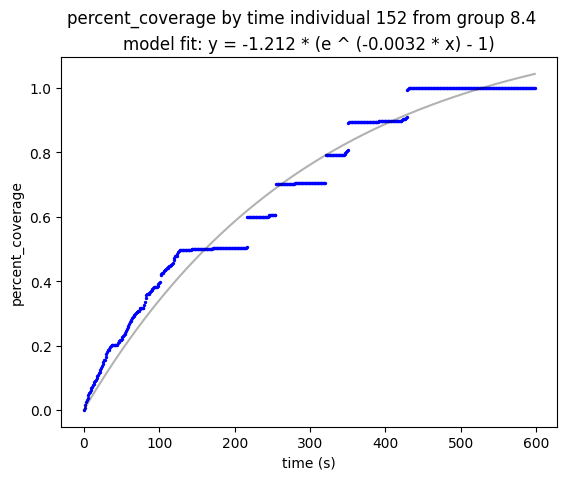 percent_coverage by time individual 152 from group 8.4
model fit: y = -1.212 * (e ^ (-0.0032 * x) - 1)
1.0
0.8
0.6
0.4
0.2
0.0
percent_coverage
0 100 200 300 400 500 600
time (s)